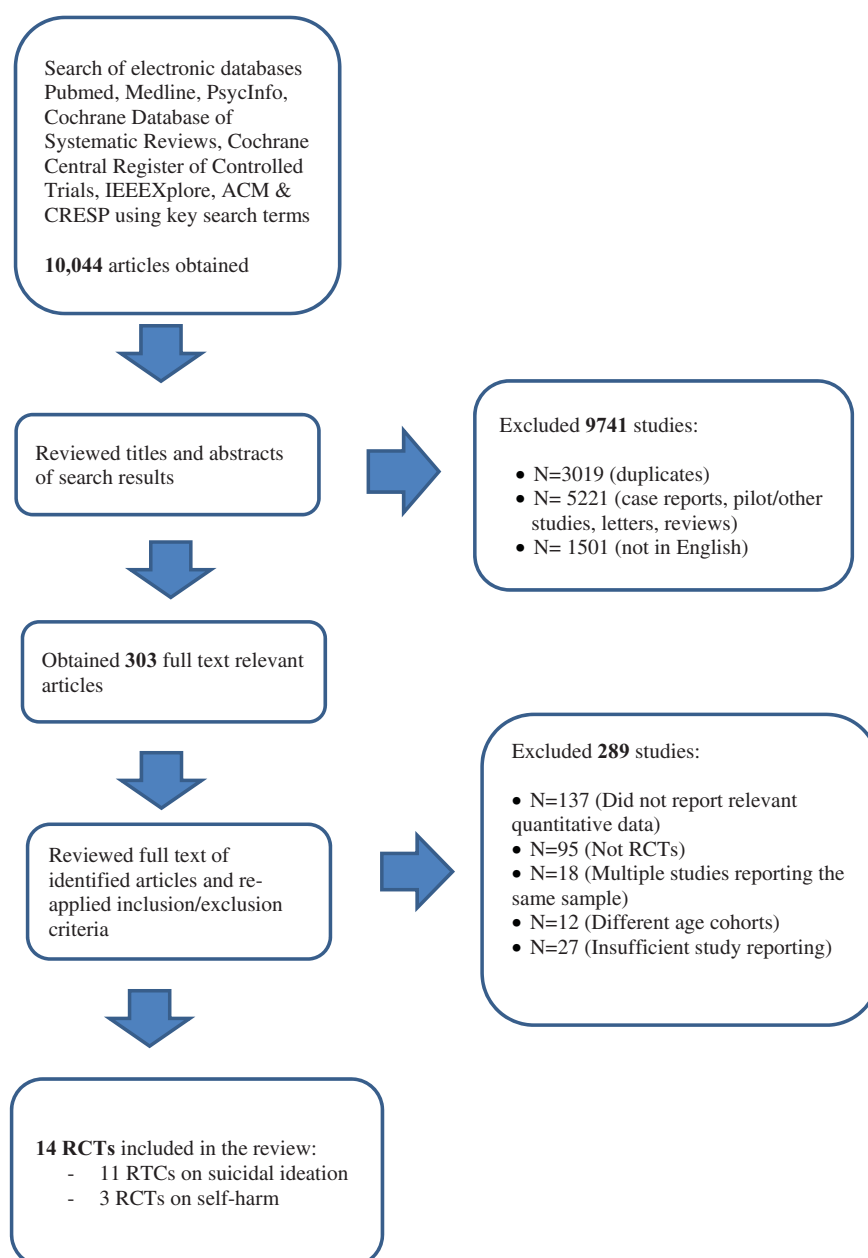 Search of electronic databases
Pubmed, Medline, PsycInfo,
Cochrane Database of
Systematic Reviews, Cochrane
Central Register of Controlled
Trials, IEEEXplore, ACM &
CRESP using key search terms
10,044 articles obtained
Reviewed titles and abstracts
of search results
Excluded 9741 studies:
• N=3019 (duplicates)
• N= 5221 (case reports, pilot/other
studies, letters, reviews)
• N= 1501 (not in English)
Obtained 303 full text relevant
articles
Reviewed full text of
identified articles and re-
applied inclusion/exclusion
criteria
Excluded 289 studies:
• N=137 (Did not report relevant
quantitative data)
• N=95 (Not RCTs)
• N=18 (Multiple studies reporting the
same sample)
• N=12 (Different age cohorts)
• N=27 (Insufficient study reporting)
14 RCTs included in the review:
- 11 RTCs on suicidal ideation
- 3 RCTs on self-harm